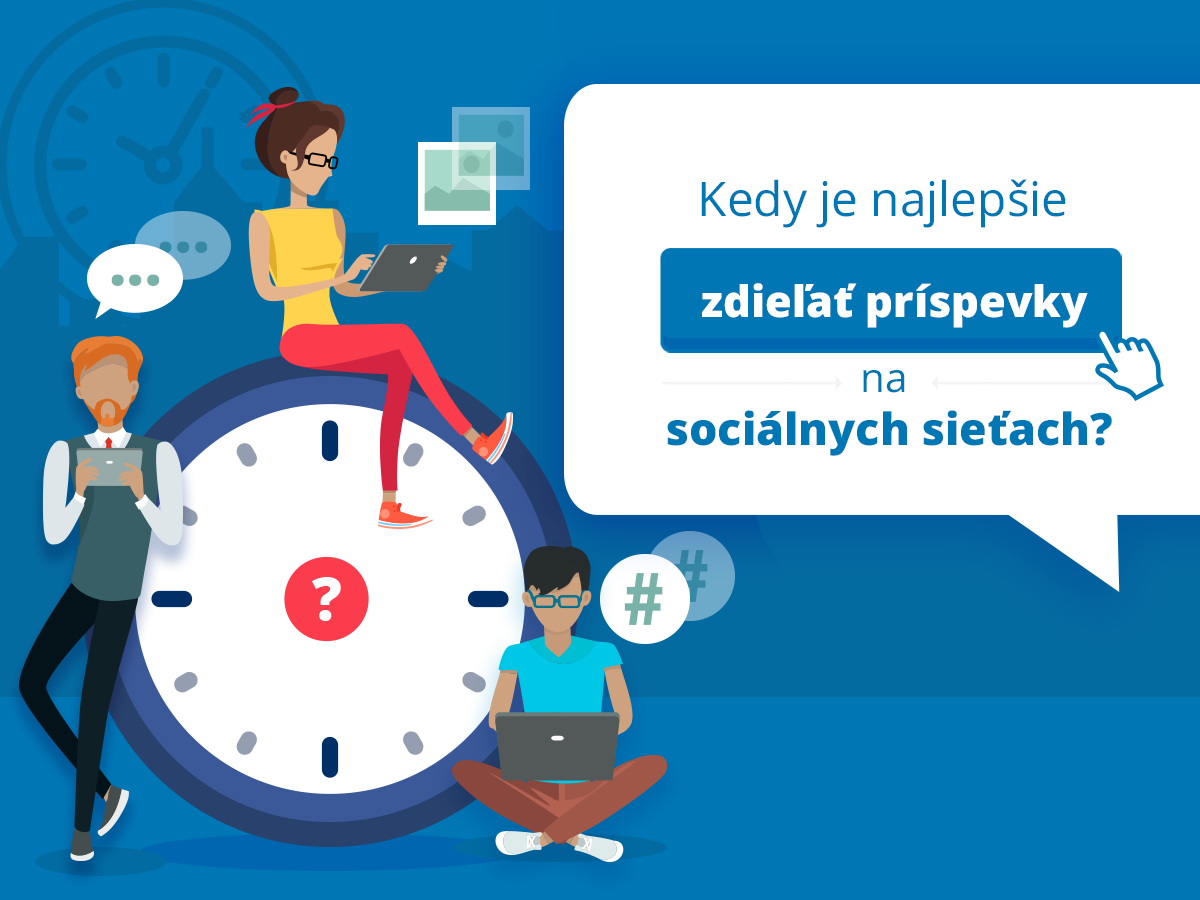 Kedy je najlepšie
zdieľať príspevky
na
sociálnych sieťach?
?
#
#